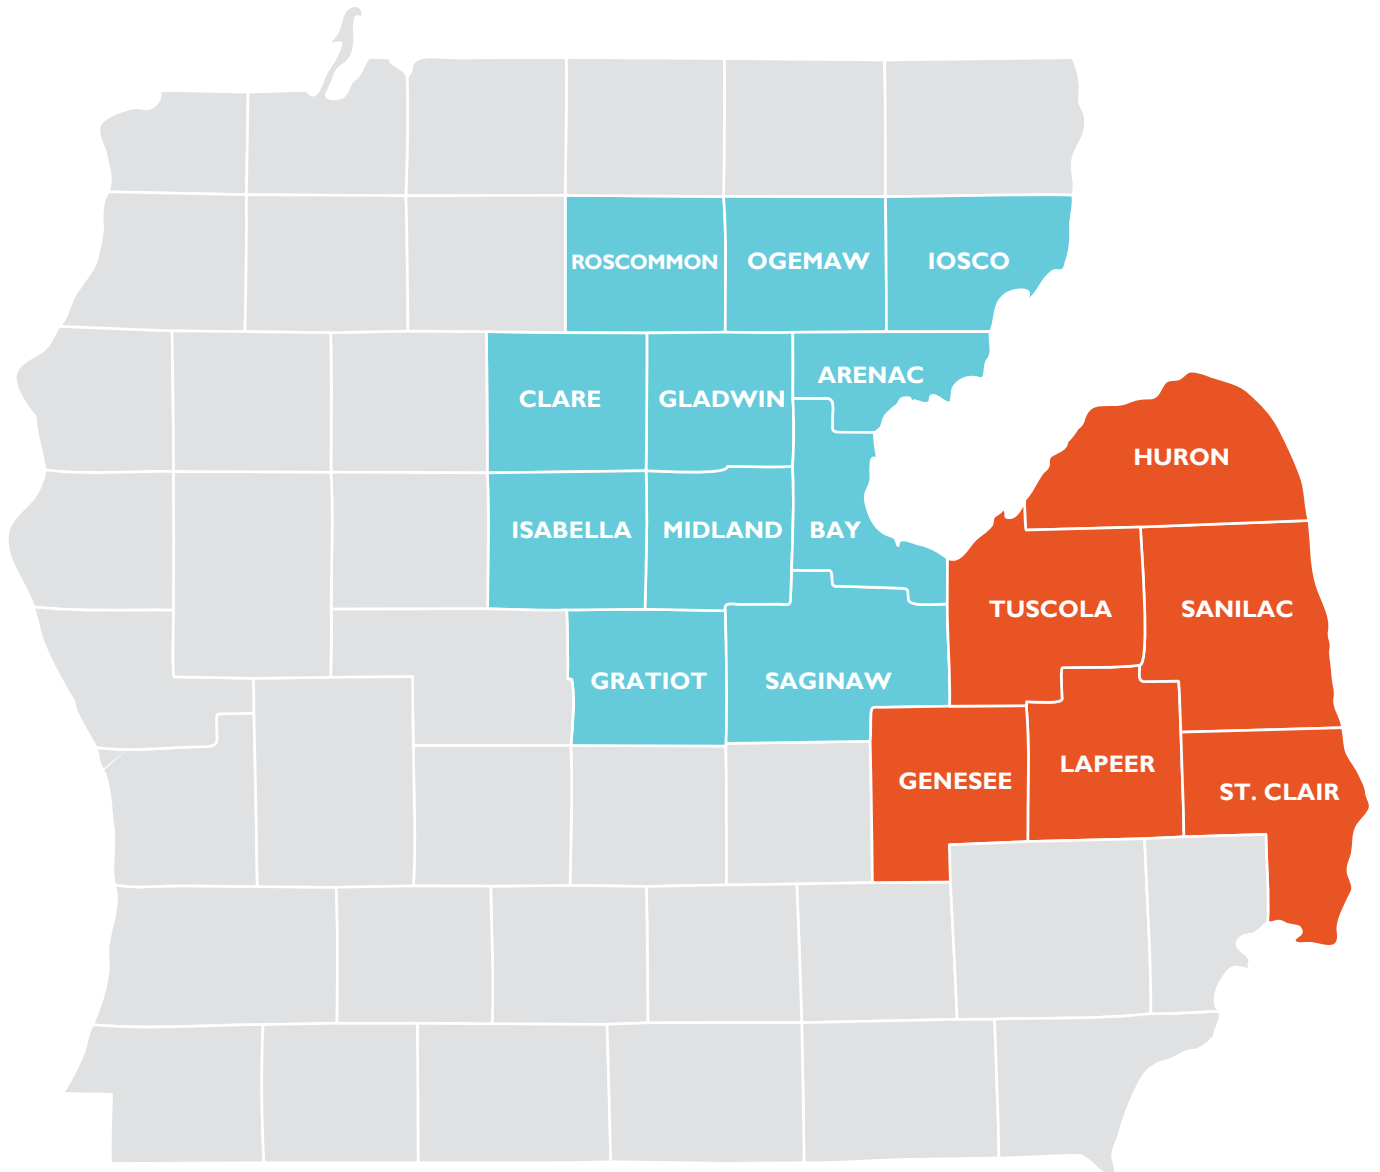 ROSCOMMON
OGEMAW
IOSCO
CLARE
GLADWIN
ARENAC
HURON
ISABELLA
MIDLAND
BAY
TUSCOLA
SANILAC
GRATIOT
SAGINAW
GENESEE
LAPEER
ST. CLAIR